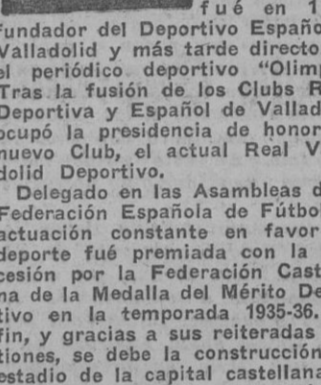 fué en 1
fundador del Deportivo Españo
Valladolid y más tarde directo
el periódico deportivo “Olimp
Tras la fusión de los Clubs R
Deportiva y Español de Vallad
ocupó la presidencia de honor
nuevo Club, el actual Real V
dolid Deportivo.
Delegado en las Asambleas d
Federación Española de Fútbol
actuación constante en favor
deporte fué premiada con la
cesión por la Federación Cast
na de la Medalla del Mérito De
tivo en la temporada 1935-36.
fin, y gracias a sus reiteradas
tiones, se debe la construcción
estadio de la capital castellana